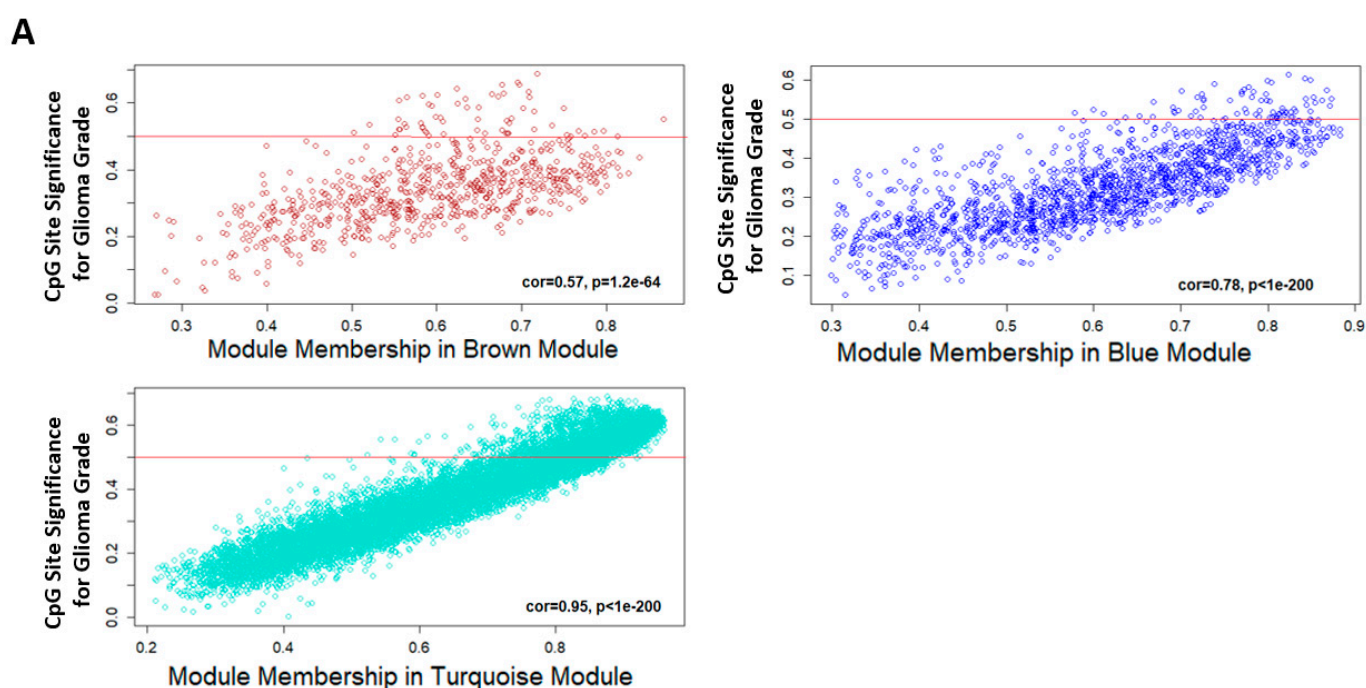 A
CpG Site Significance
for Glioma Grade
0.0 0.2 0.4 0.6
cor=0.57, p=1.2e-64
0.3 0.4 0.5 0.6 0.7 0.8
Module Membership in Brown Module
CpG Site Significance
for Glioma Grade
0.1 0.2 0.3 0.4 0.5 0.6
cor=0.78, p<1e-200
0.3 0.4 0.5 0.6 0.7 0.8 0.9
Module Membership in Blue Module
CpG Site Significance
for Glioma Grade
0.0 0.2 0.4 0.6
cor=0.95, p<1e-200
0.2 0.4 0.6 0.8
Module Membership in Turquoise Module